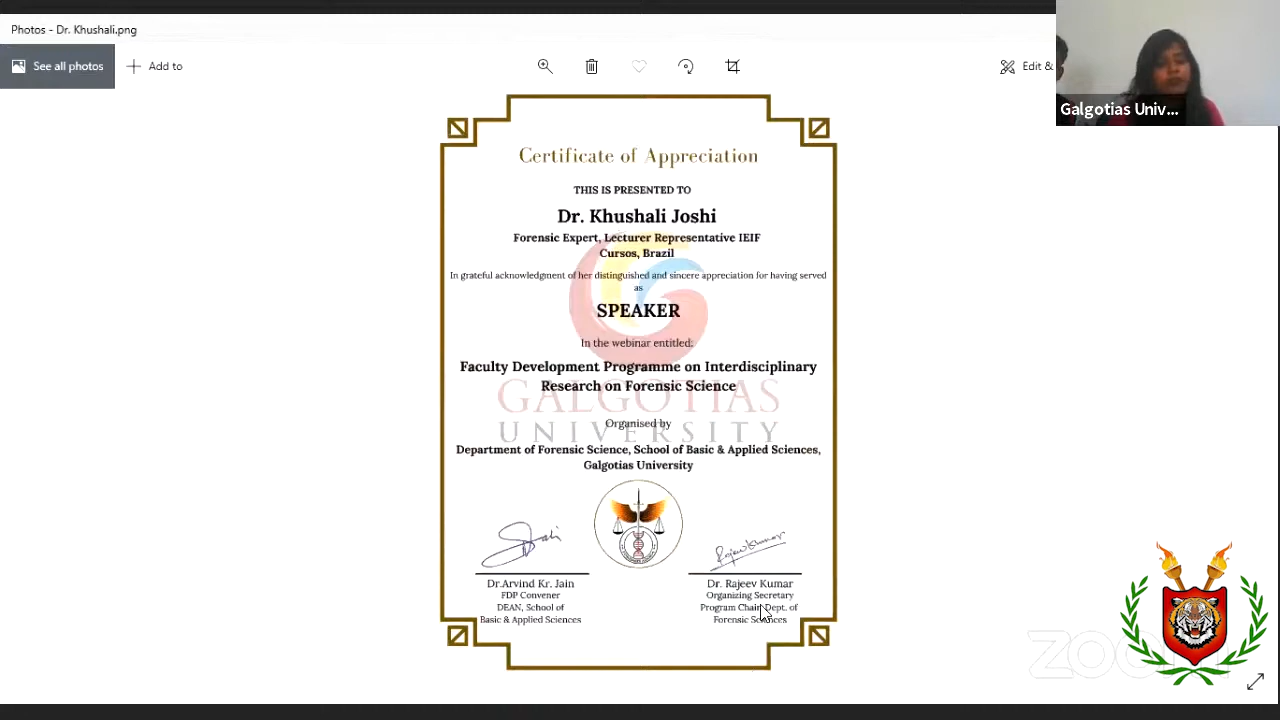 Photos - Dr. Khushali.png
See all photos
Add to
Edit &
Galgotias Univ...
Certificate of Appreciation
THIS IS PRESENTED TO
Dr. Khushali Joshi
Forensic Expert, Lecturer Representative IEIF
Cursos, Brazil
In grateful acknowledgment of her distinguished and sincere appreciation for having served
as
SPEAKER
In the webinar entitled:
Faculty Development Programme on Interdisciplinary
Research on Forensic Science
GALGOTIAS
Organised by
UNIVERSITY
Department of Forensic Science, School of Basic & Applied Sciences,
Galgotias University
Rajeev Kumar
Dr.Arvind Kr. Jain
FDP Convener
DEAN, School of
Basic & Applied Sciences
Dr. Rajeev Kumar
Organizing Secretary
Program Chair, Dept. of
Forensic Sciences
zoom